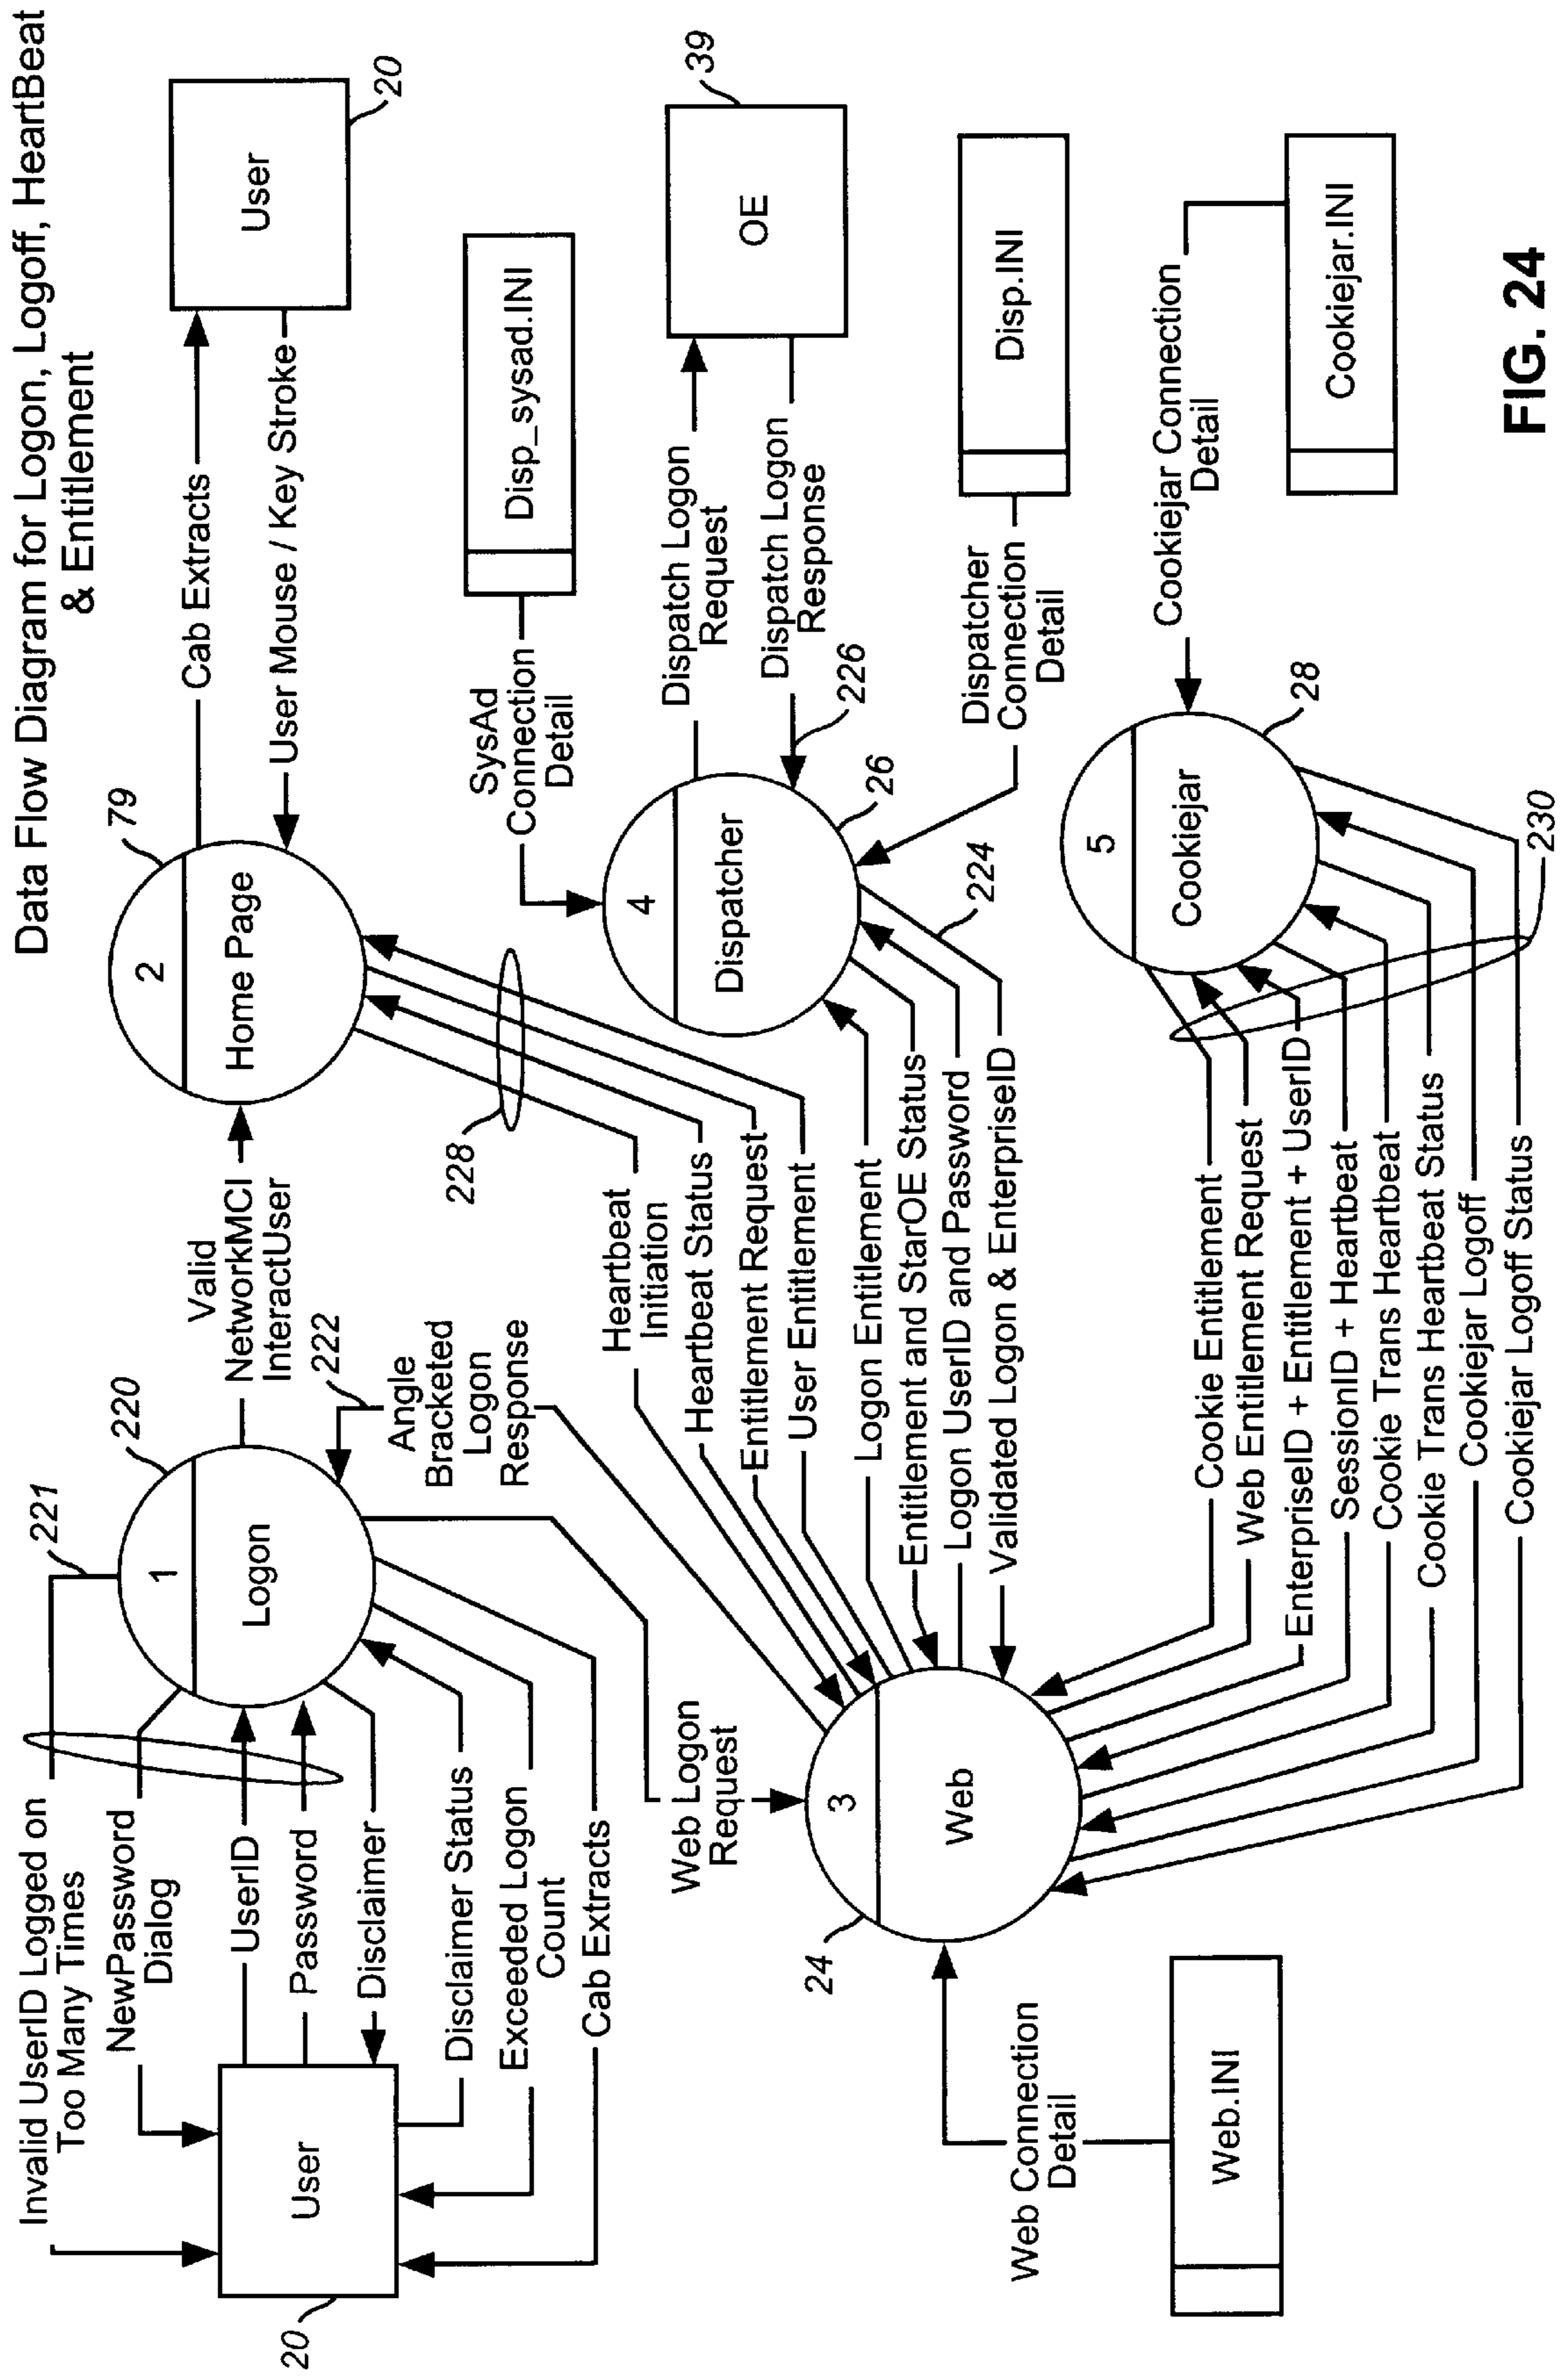 Data Flow Diagram for Logon, Logoff, HeartBeat
& Entitlement
Invalid UserID Logged on
Too Many Times
221
NewPassword
Dialog
UserID
Password
Disclaimer
Disclaimer Status
Exceeded Logon
Count
Cab Extracts
User
20
1
Logon
220
Valid
NetworkMCI
InteractUser
222
Angle
Bracketed
Logon
Response
2
Home Page
79
Cab Extracts
User Mouse / Key Stroke
User
20
228
Heartbeat
Initiation
Heartbeat Status
Entitlement Request
User Entitlement
SysAd
Connection
Detail
Disp_sysad.INI
4
Dispatcher
26
Dispatch Logon
Request
Dispatch Logon
Response
226
OE
39
Dispatcher
Connection
Detail
Disp.INI
224
Logon Entitlement
Entitlement and StarOE Status
Logon UserID and Password
Validated Logon & EnterpriseID
Web Logon
Request
3
Web
24
Web Connection
Detail
Web.INI
Cookie Entitlement
Web Entitlement Request
EnterpriseID + Entitlement + UserID
SessionID + Heartbeat
Cookie Trans Heartbeat
Cookie Trans Heartbeat Status
Cookiejar Logoff
Cookiejar Logoff Status
5
Cookiejar
28
230
Cookiejar Connection
Detail
Cookiejar.INI
FIG. 24